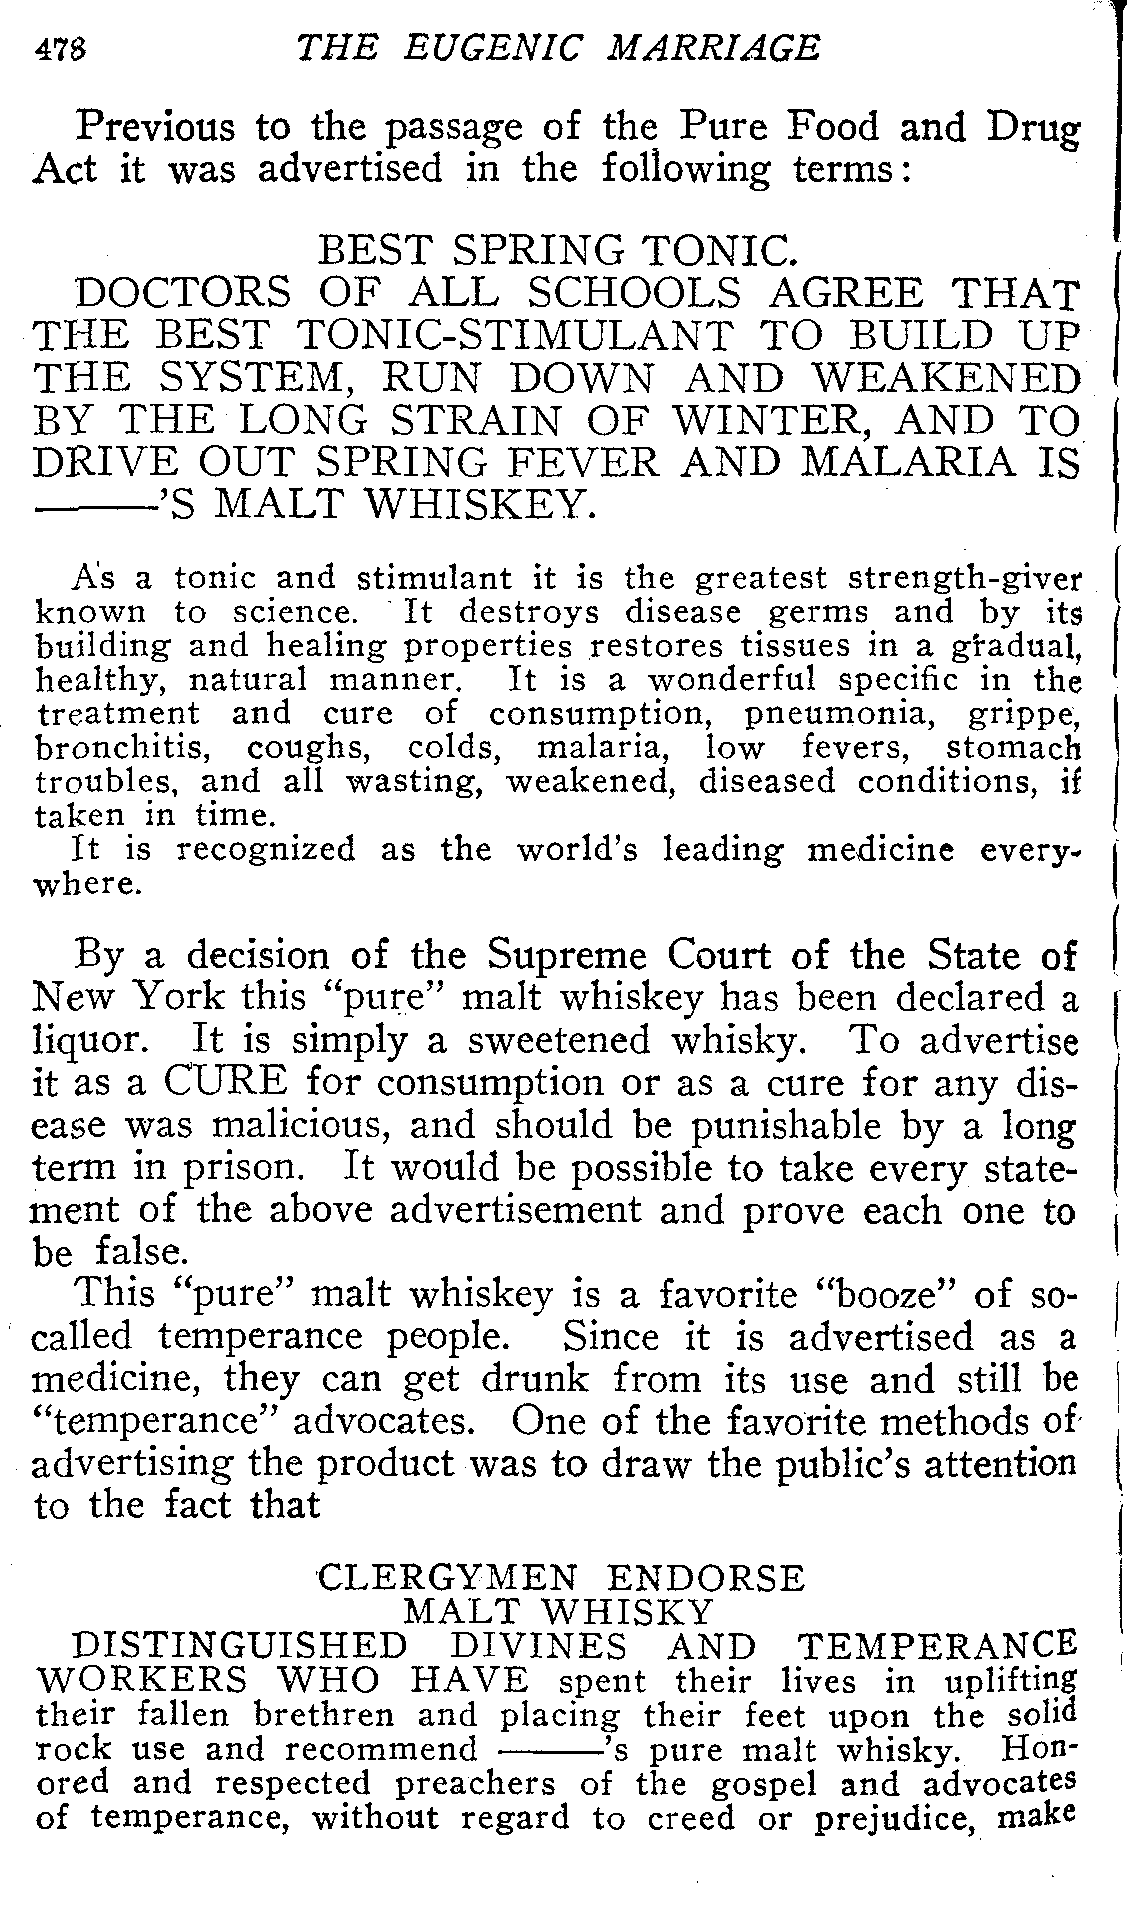 478 THE EUGENIC MARRIAGE
Previous to the passage of the Pure Food and Drug
Act it was advertised in the following terms:
BEST SPRING TONIC.
DOCTORS OF ALL SCHOOLS AGREE THAT
THE BEST TONIC-STIMULANT TO BUILD UP
THE SYSTEM, RUN DOWN AND WEAKENED
BY THE LONG STRAIN OF WINTER, AND TO
DRIVE OUT SPRING FEVER AND MALARIA IS
———'S MALT WHISKEY.
As a tonic and stimulant it is the greatest strength-giver
known to science. It destroys disease germs and by its
building and healing properties restores tissues in a gradual,
healthy, natural manner. It is a wonderful specific in the
treatment and cure of consumption, pneumonia, grippe,
bronchitis, coughs, colds, malaria, low fevers, stomach
troubles, and all wasting, weakened, diseased conditions, if
taken in time.
It is recognized as the world's leading medicine every-
where.
By a decision of the Supreme Court of the State of
New York this "pure" malt whiskey has been declared a
liquor. It is simply a sweetened whisky. To advertise
it as a CURE for consumption or as a cure for any dis-
ease was malicious, and should be punishable by a long
term in prison. It would be possible to take every state-
ment of the above advertisement and prove each one to
be false.
This "pure" malt whiskey is a favorite "booze" of so-
called temperance people. Since it is advertised as a
medicine, they can get drunk from its use and still be
"temperance" advocates. One of the favorite methods of
advertising the product was to draw the public's attention
to the fact that
CLERGYMEN ENDORSE
MALT WHISKY
DISTINGUISHED DIVINES AND TEMPERANCE
WORKERS WHO HAVE spent their lives in uplifting
their fallen brethren and placing their feet upon the solid
rock use and recommend ———'s pure malt whisky. Hon-
ored and respected preachers of the gospel and advocates
of temperance, without regard to creed or prejudice, make